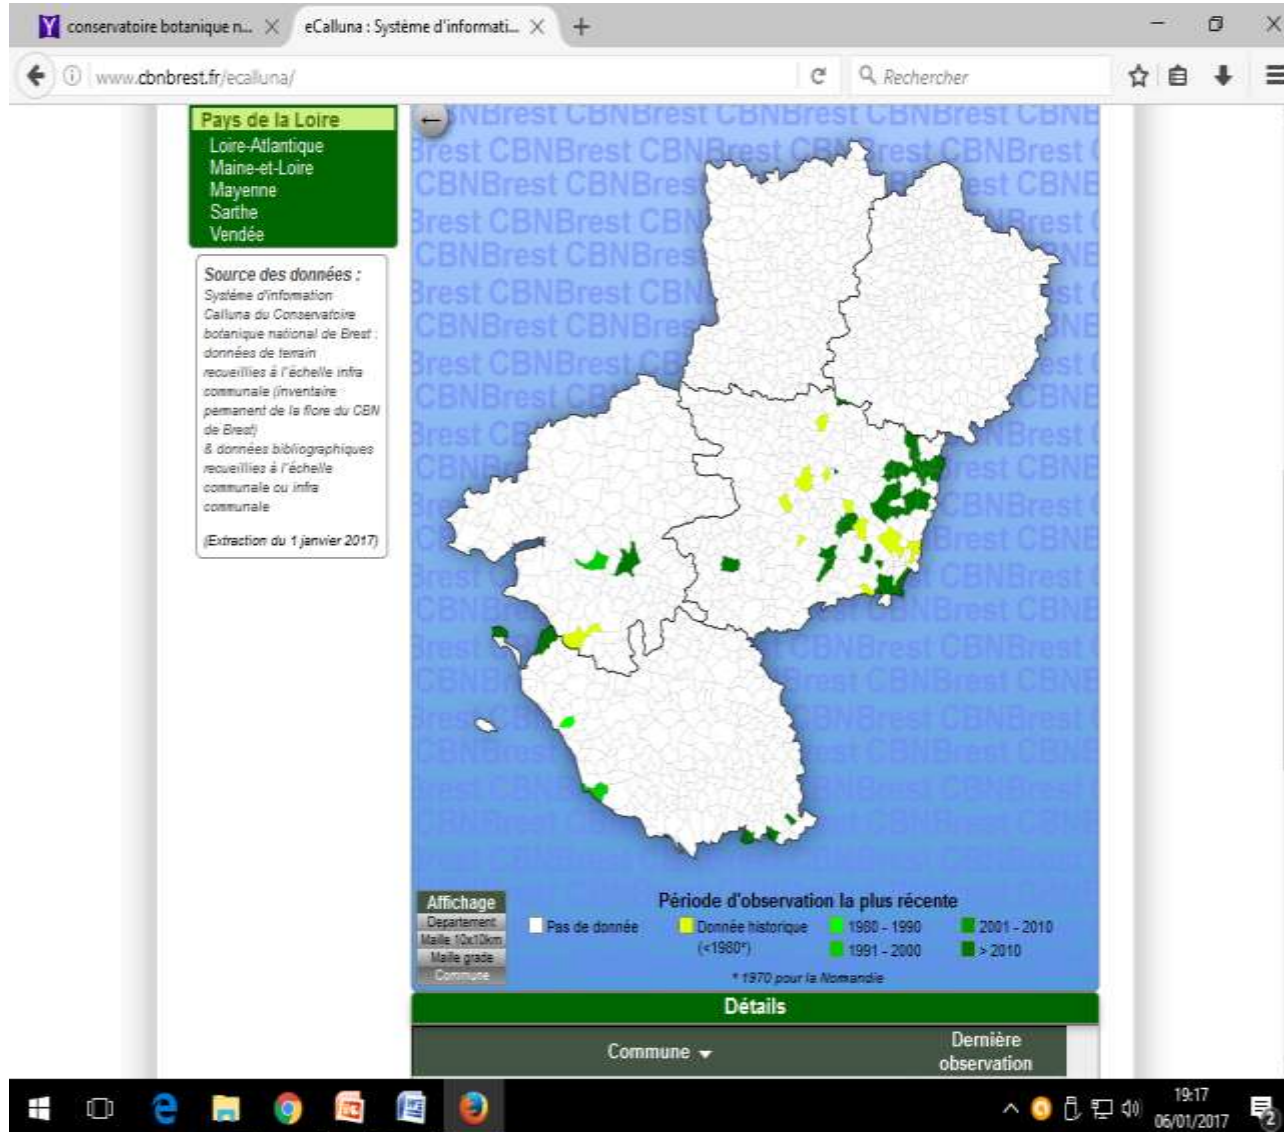 conservatoire botanique n...
eCalluna : Système d'informati...
www.cbnbrest.fr/ecalluna/
Rechercher
Pays de la Loire
Loire-Atlantique
Maine-et-Loire
Mayenne
Sarthe
Vendée
Source des données :
Système d'infomation
Calluna du Conservatoire
botanique national de Brest :
données de terrain
recueillies à l'échelle infra
communale (inventaire
permanent de la flore du CBN
de Brest)
& données bibliographiques
recueillies à l'échelle
communale ou infra
communale
(Extraction du 1 janvier 2017)
CBNBrest CBNBrest CBNBrest
Affichage
Departement
Maille 10x10km
Maille grade
Commune
Période d'observation la plus récente
Pas de donnée
Donnée historique
(<1980*)
1980 - 1990
1991 - 2000
2001 - 2010
> 2010
* 1970 pour la Normandie
Détails
Commune
Dernière
observation
19:17
06/01/2017
2